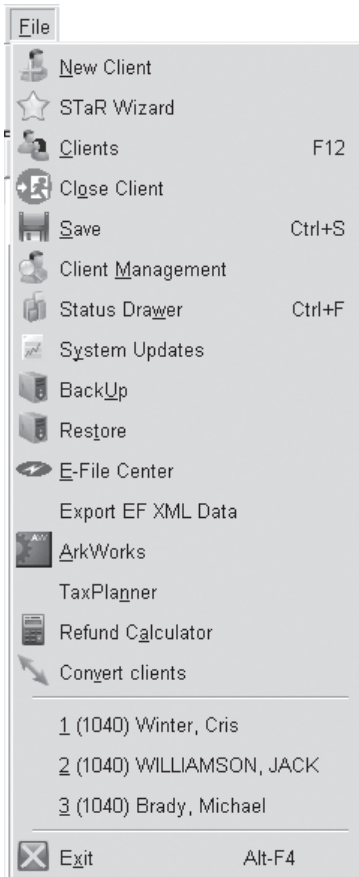 File
New Client
STaR Wizard
Clients F12
Close Client
Save Ctrl+S
Client Management
Status Drawer Ctrl+F
System Updates
BackUp
Restore
E-File Center
Export EF XML Data
AW
ArkWorks
TaxPlanner
Refund Calculator
Convert clients
1 (1040) Winter, Cris
2 (1040) WILLIAMSON, JACK
3 (1040) Brady, Michael
Exit Alt-F4